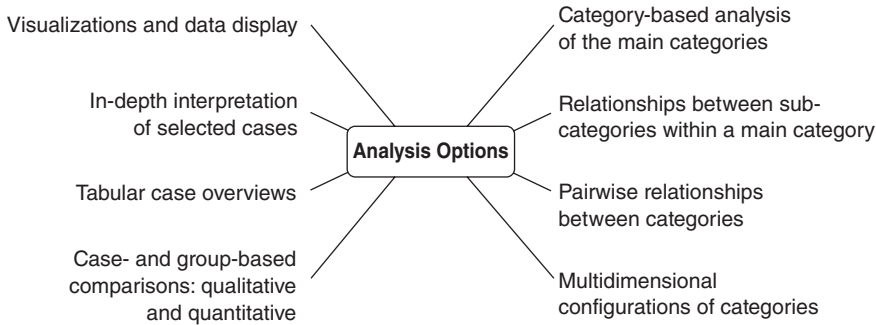 Visualizations and data display
Category-based analysis
of the main categories
In-depth interpretation
of selected cases
Relationships between sub-
categories within a main category
Analysis Options
Tabular case overviews
Pairwise relationships
between categories
Case- and group-based
comparisons: qualitative
and quantitative
Multidimensional
configurations of categories